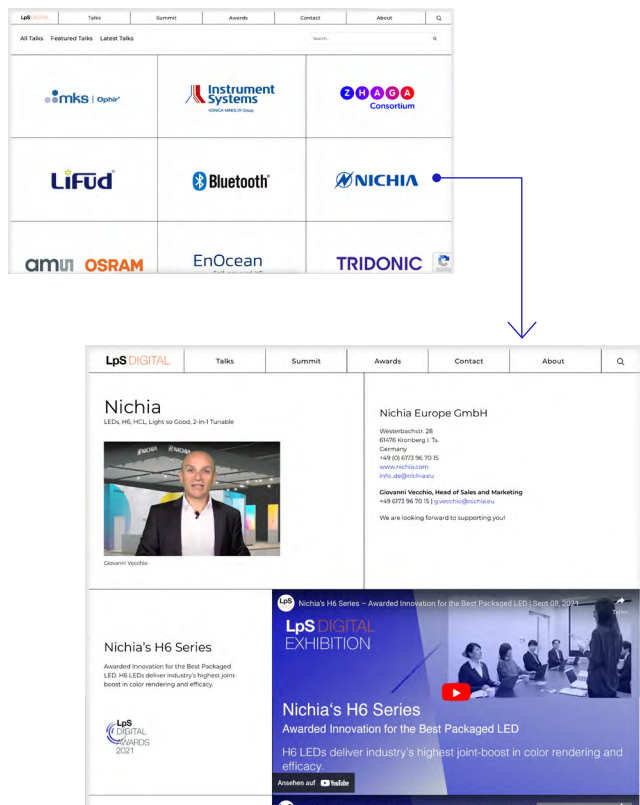 LpS DIGITAL Talks Summit Awards Contact About
All Talks Featured Talks Latest Talks Search...
mks | Ophir
Instrument
Systems
KONICA MINOLTA Group
ZHAGA
Consortium
LiFud
Bluetooth®
NICHIA
amu OSRAM
EnOcean
TRIDONIC
LpS DIGITAL Talks Summit Awards Contact About
Nichia
LEDs, H6, HCL, Light so Good, 2-in-1 Tunable
NICHIA
Giovanni Vecchio
Nichia Europe GmbH
Westerbachstr. 28
61476 Kronberg i. Ts.
Germany
+49 (0) 6173 96 70 15
www.nichia.com
info_de@nichia.eu
Giovanni Vecchio, Head of Sales and Marketing
+49 6173 96 70 15 | g.vecchio@nichia.eu
We are looking forward to supporting you!
Nichia's H6 Series
Awarded Innovation for the Best Packaged
LED. H6 LEDs deliver industry's highest joint-
boost in color rendering and efficacy.
LpS
DIGITAL
AWARDS
2021
LpS Nichia's H6 Series – Awarded Innovation for the Best Packaged LED | Sept 08, 2021
Teilen
LpS DIGITAL
EXHIBITION
Nichia's H6 Series
Awarded Innovation for the Best Packaged LED
H6 LEDs deliver industry's highest joint-boost in color rendering and
efficacy.
Ansehen auf YouTube